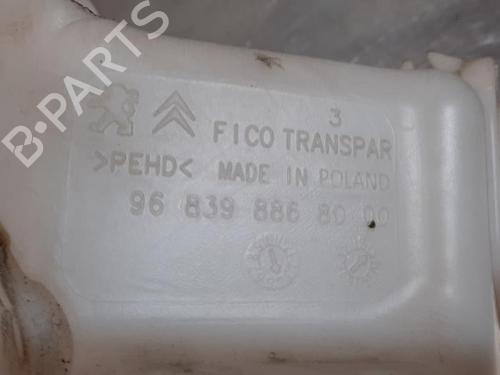 B-PARTS
3
FICO TRANSPAR
>PEHD< MADE IN POLAND
96 839 886 80 00